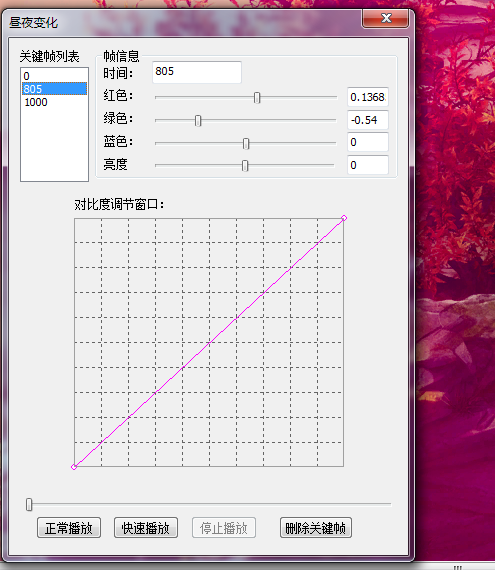 昼夜变化
关键帧列表
0
805
1000
帧信息
时间： 805
红色： 0.1368
绿色： -0.54
蓝色： 0
亮度 0
对比度调节窗口：
正常播放 快速播放 停止播放 删除关键帧